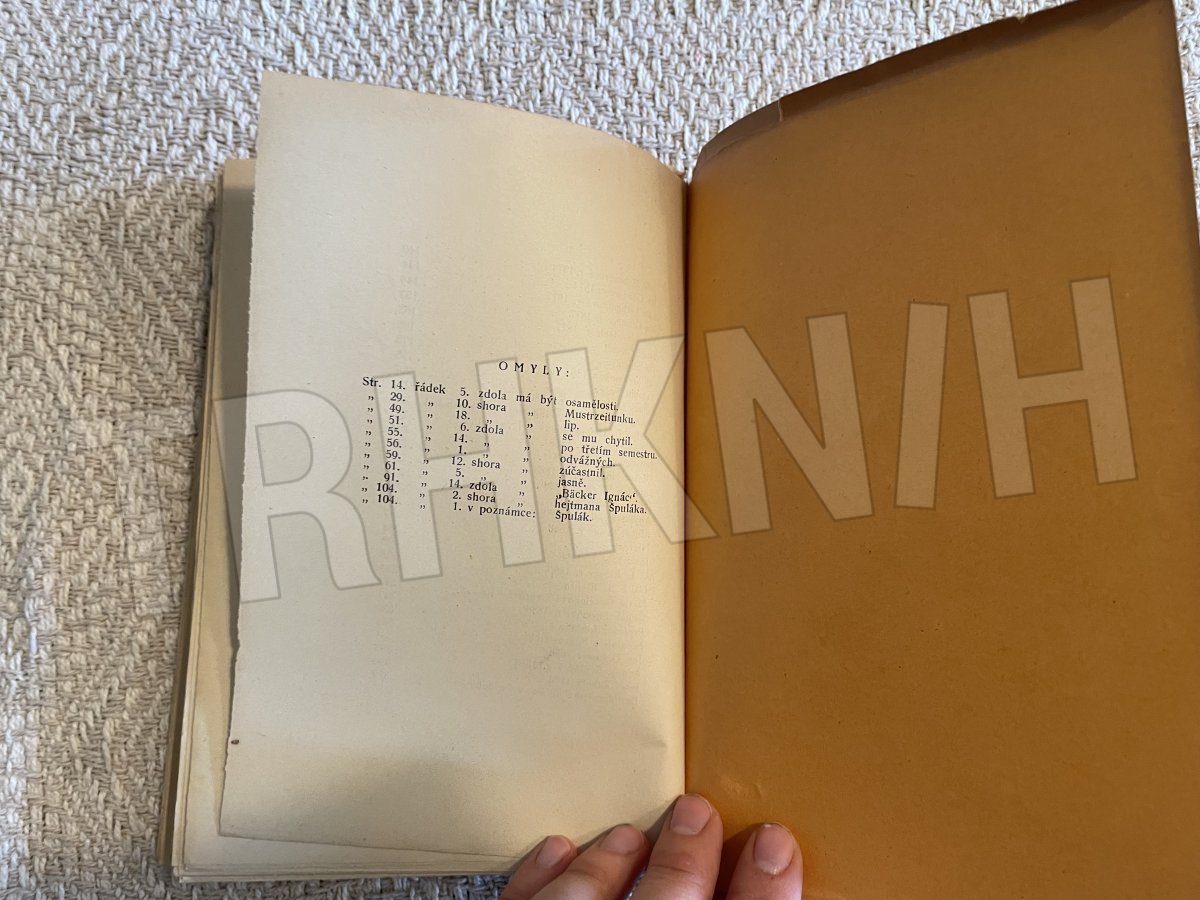 OMYLY:
Str. 14. řádek 5. zdola má být osamělosti.
„ 29. „ 10. shora „ Mustrzeitunku.
„ 49. „ 18. „ „ lip.
„ 51. „ 6. zdola „ se mu chytil.
„ 55. „ 14. „ „ po třetím semestru.
„ 56. „ 1. „ „ odvážných.
„ 59. „ 12. shora „ zúčastnil.
„ 61. „ 5. „ „ jasně.
„ 91. „ 14. zdola „ „Bäcker Ignác“.
„ 104. „ 2. shora „ hejtmana Špuláka.
„ 104. „ 1. v poznámce: Špulák.
RHKN/H